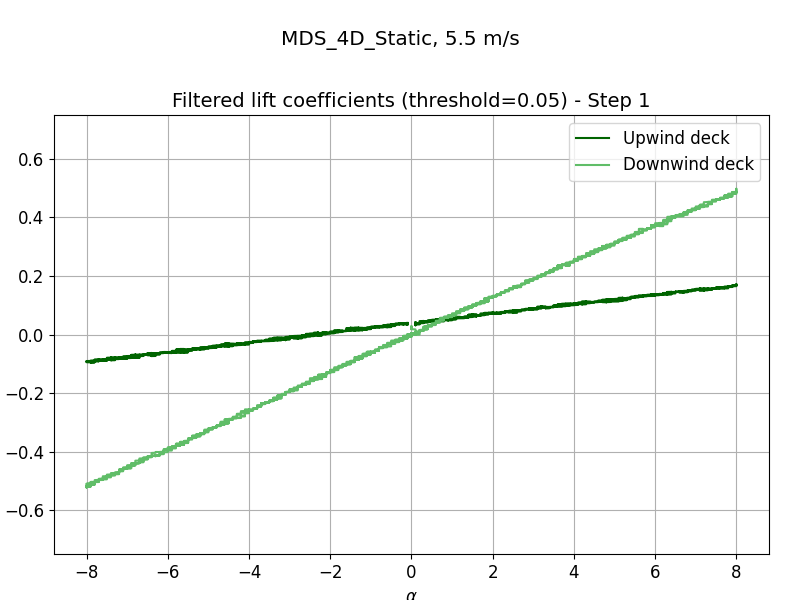 MDS_4D_Static, 5.5 m/s
Filtered lift coefficients (threshold=0.05) - Step 1
Upwind deck
Downwind deck
0.6
0.4
0.2
0.0
−0.2
−0.4
−0.6
−8 −6 −4 −2 0 2 4 6 8
α